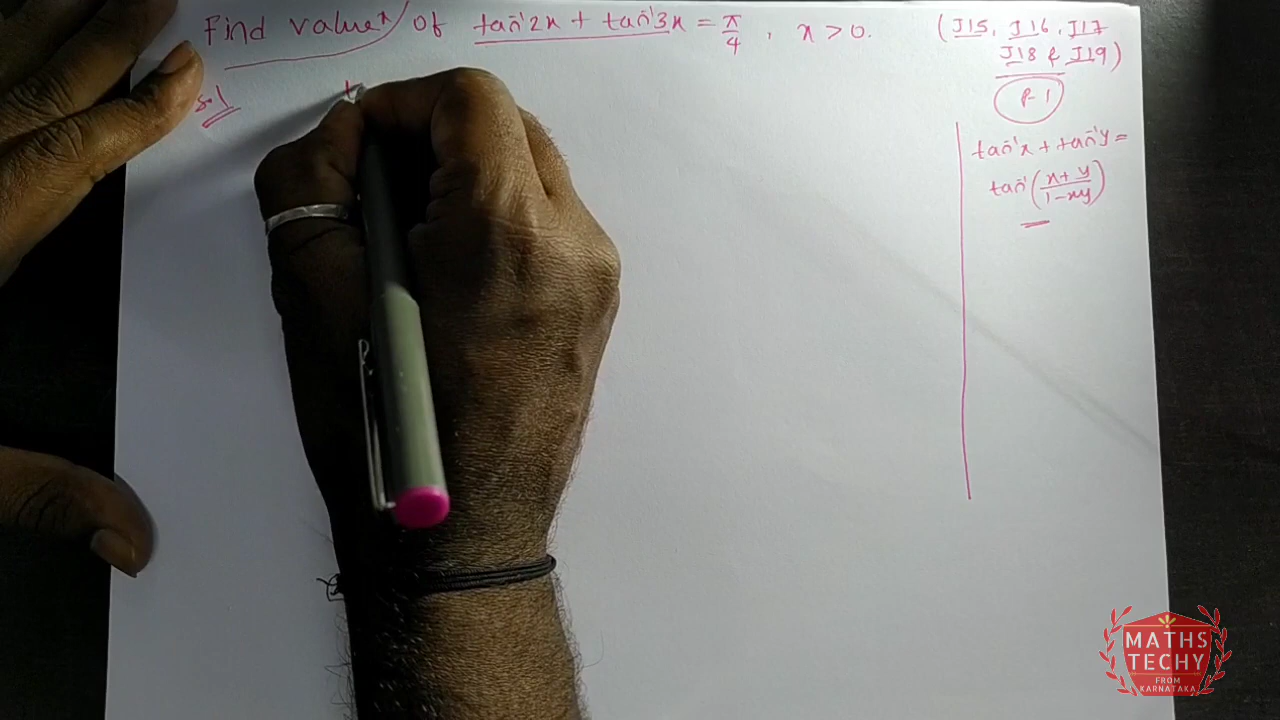 Find value x of tan⁻¹2x + tan⁻¹3x = π/4 , x > 0. (J15, J16, J17
J18 & J19)
P-1
Sol
t
tan⁻¹x + tan⁻¹y =
tan⁻¹((x+y)/(1-xy))
MATHS
TECHY
FROM
KARNATAKA